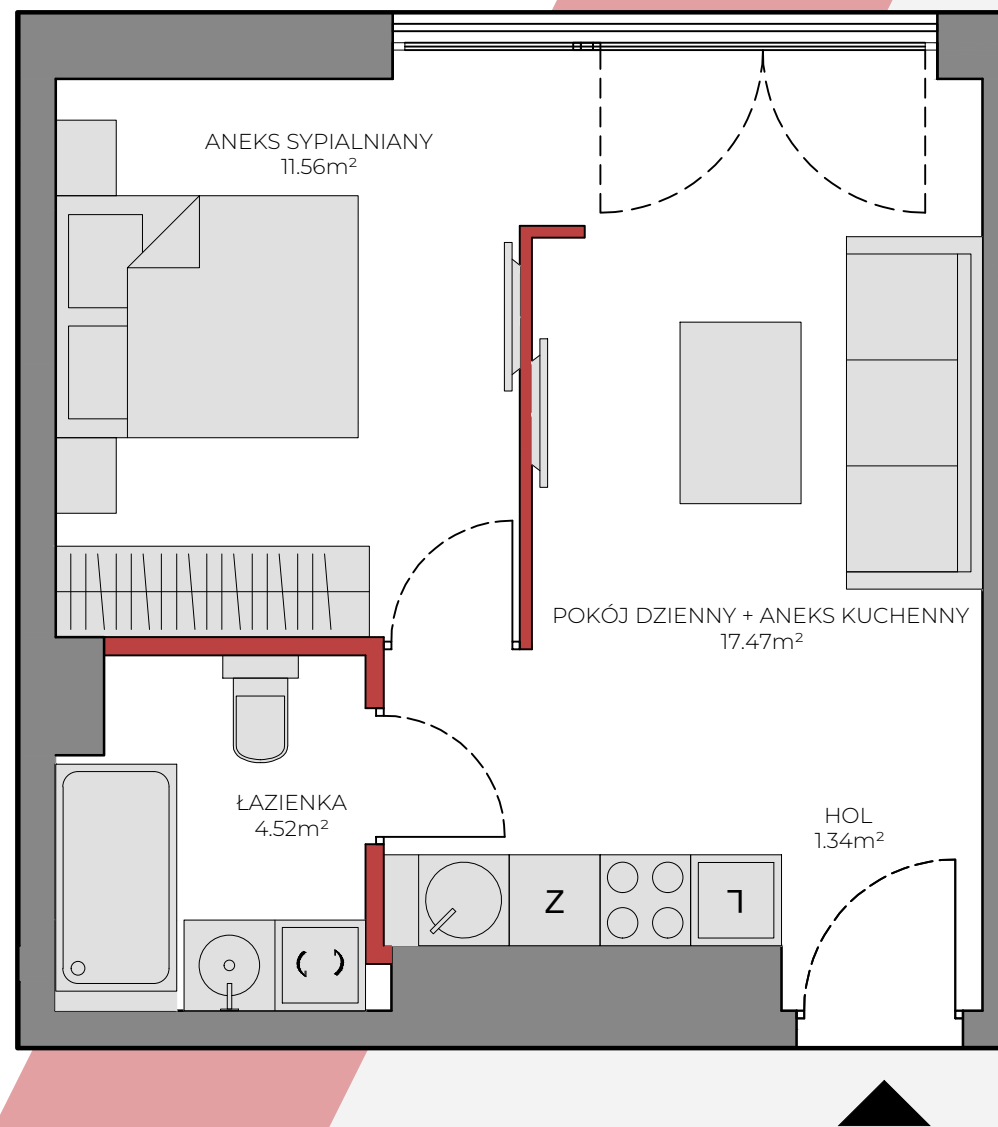 ANEKS SYPIALNIANY
11.56m²
POKÓJ DZIENNY + ANEKS KUCHENNY
17.47m²
ŁAZIENKA
4.52m²
HOL
1.34m²
Z
L